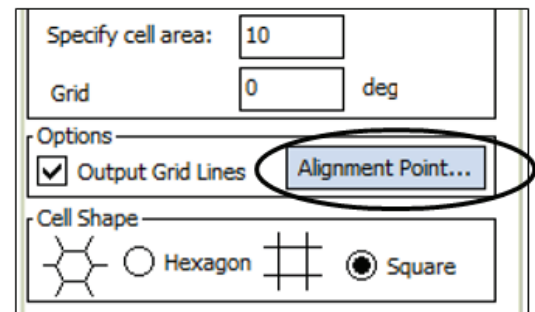 Specify cell area: 10
Grid 0 deg
Options
Output Grid Lines Alignment Point...
Cell Shape
Hexagon Square